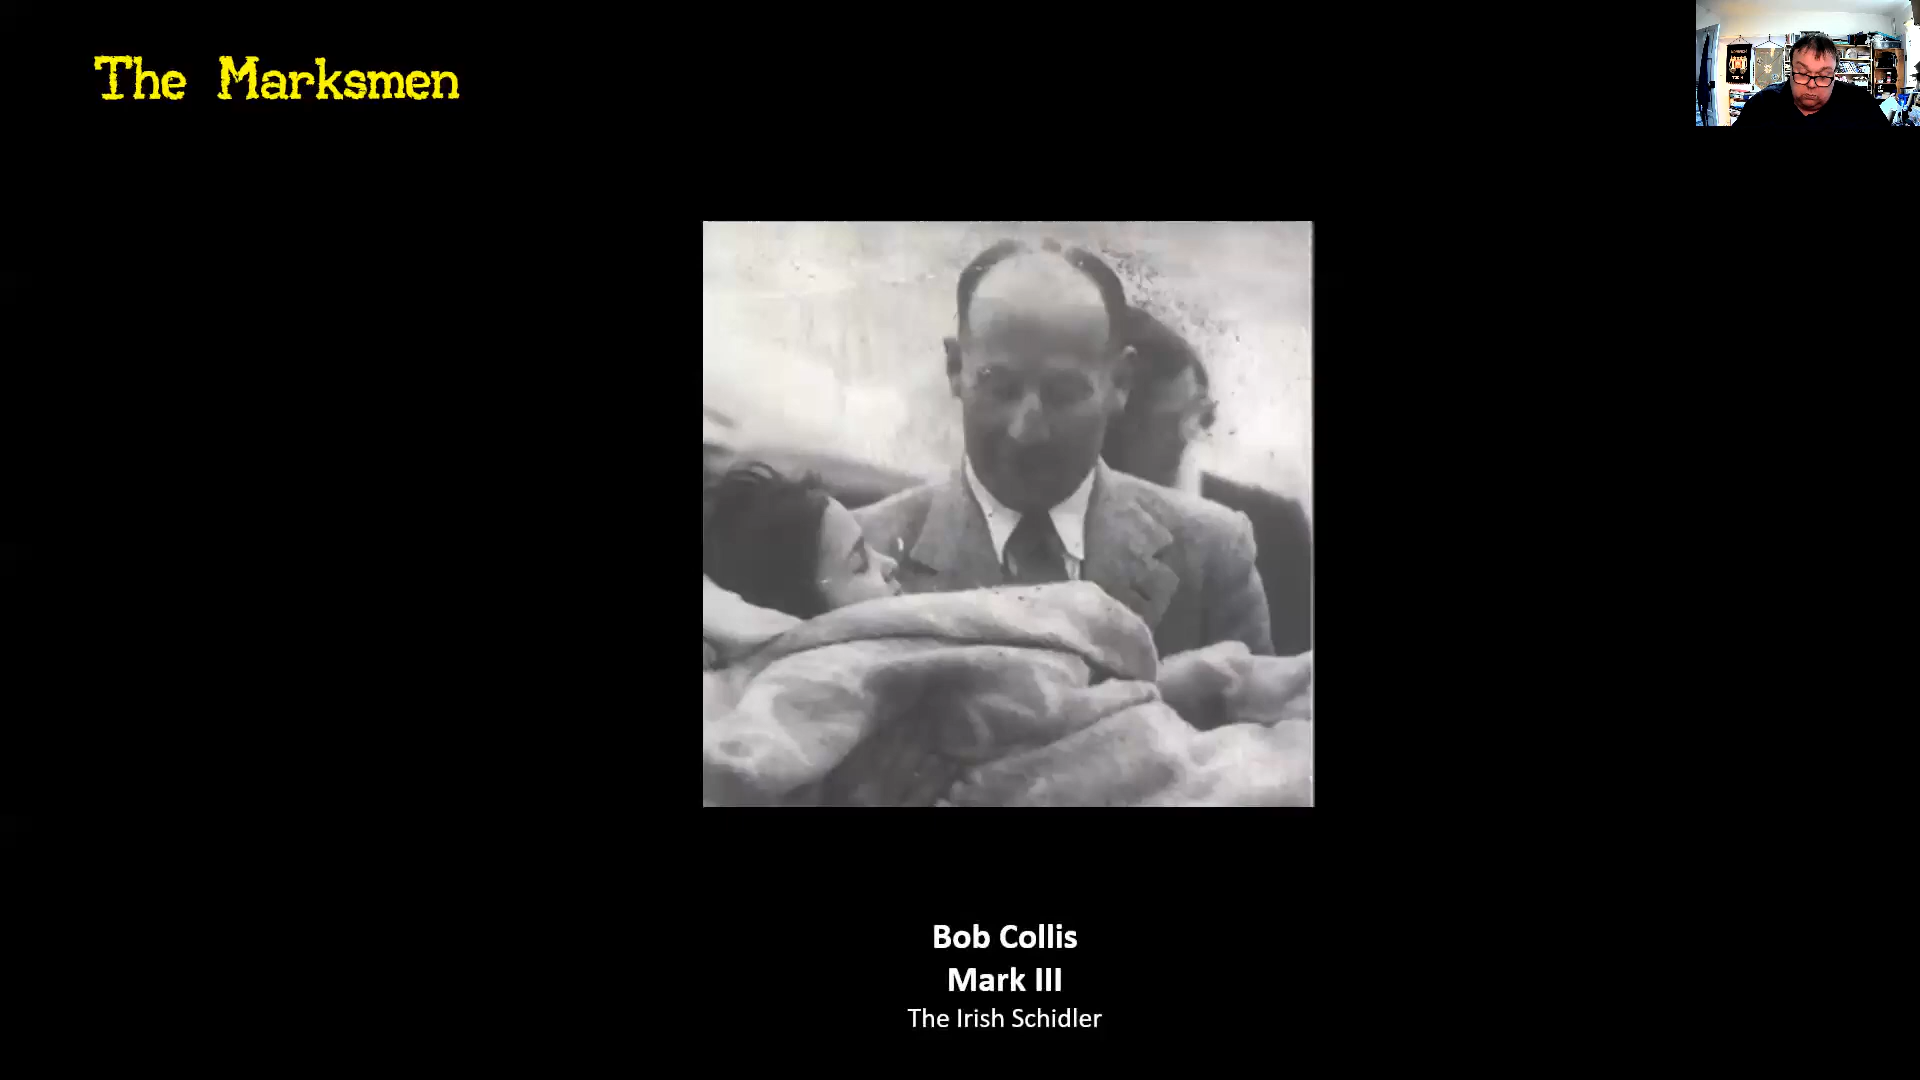 The Marksmen
Bob Collis
Mark III
The Irish Schidler